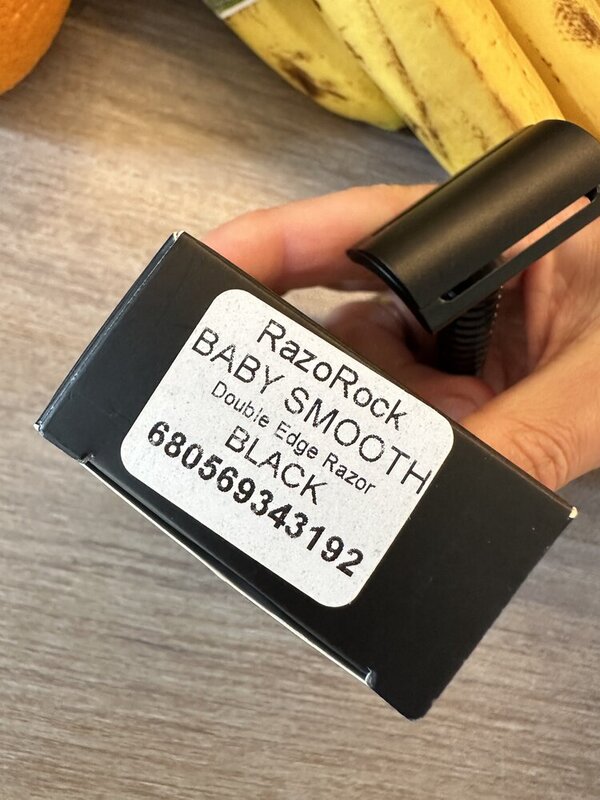 RazoRock
BABY SMOOTH
Double Edge Razor
BLACK
680569343192